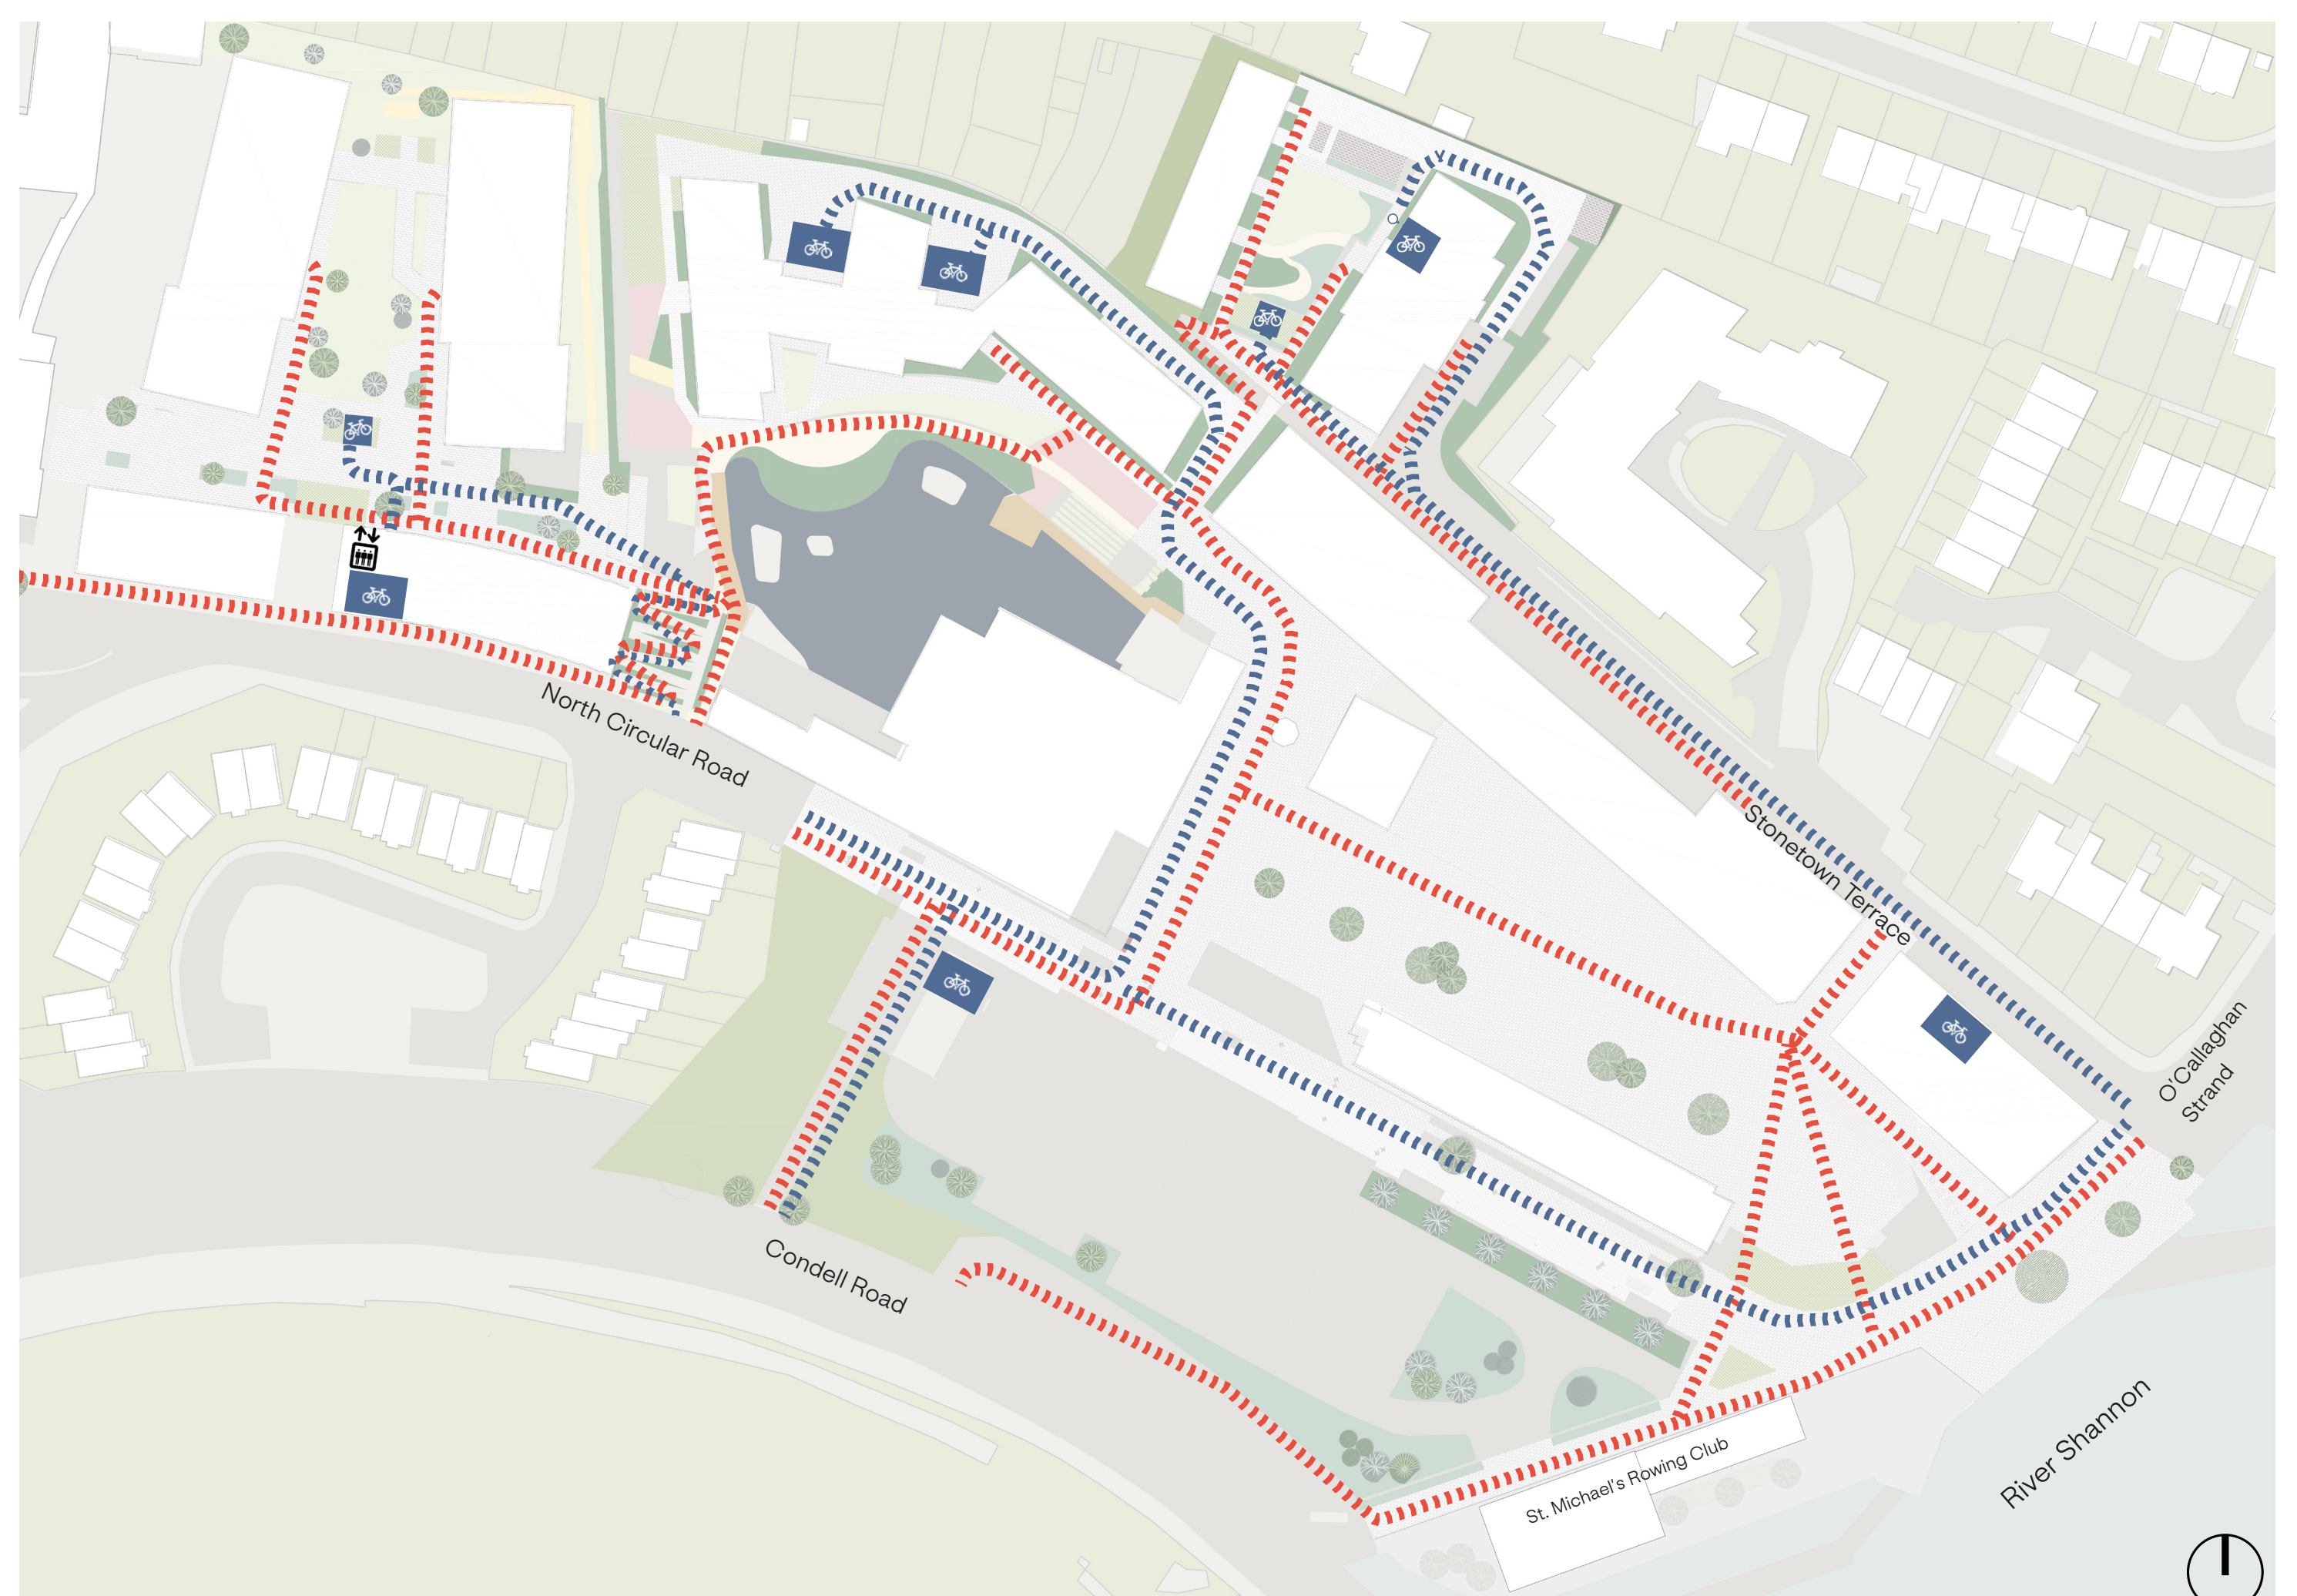 North Circular Road
Stonetown Terrace
O'Callaghan
Strand
Condell Road
River Shannon
St. Michael's Rowing Club